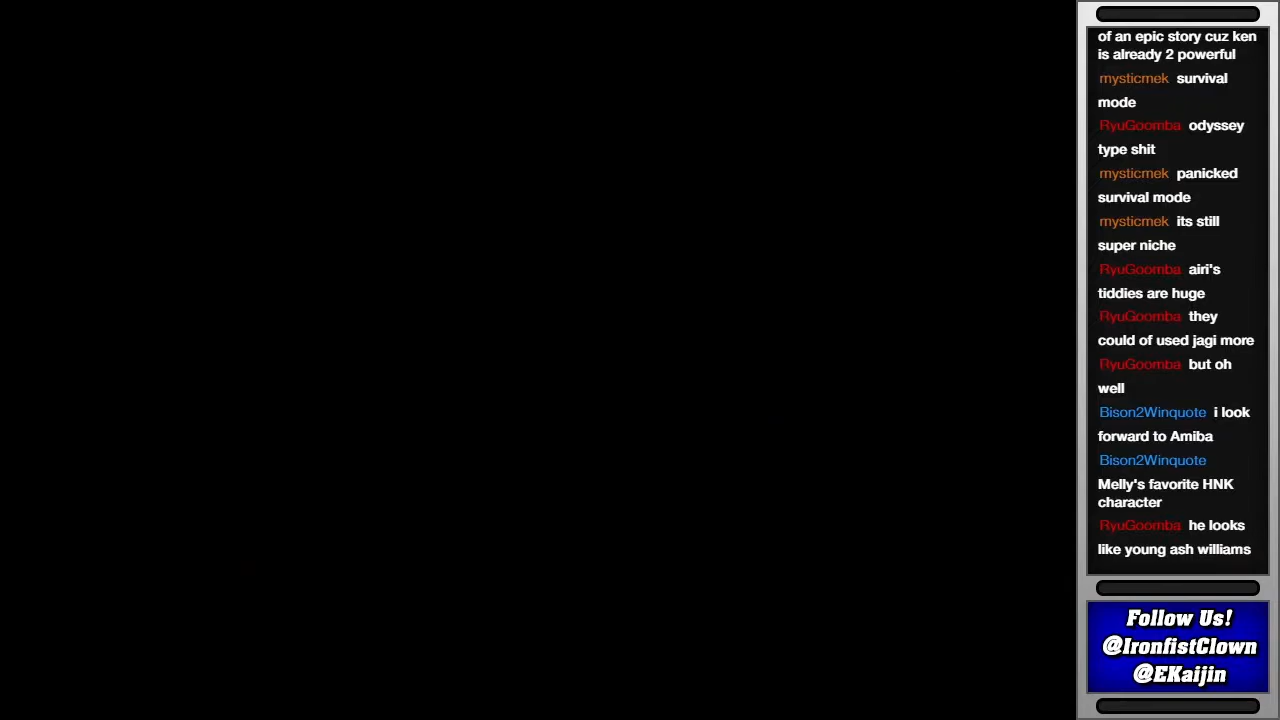 of an epic story cuz ken
is already 2 powerful
mysticmek survival
mode
RyuGoomba odyssey
type shit
mysticmek panicked
survival mode
mysticmek its still
super niche
RyuGoomba airi's
tiddies are huge
RyuGoomba they
could of used jagi more
RyuGoomba but oh
well
Bison2Winquote i look
forward to Amiba
Bison2Winquote
Melly's favorite HNK
character
RyuGoomba he looks
like young ash williams
Follow Us!
@IronfistClown
@EKaijin